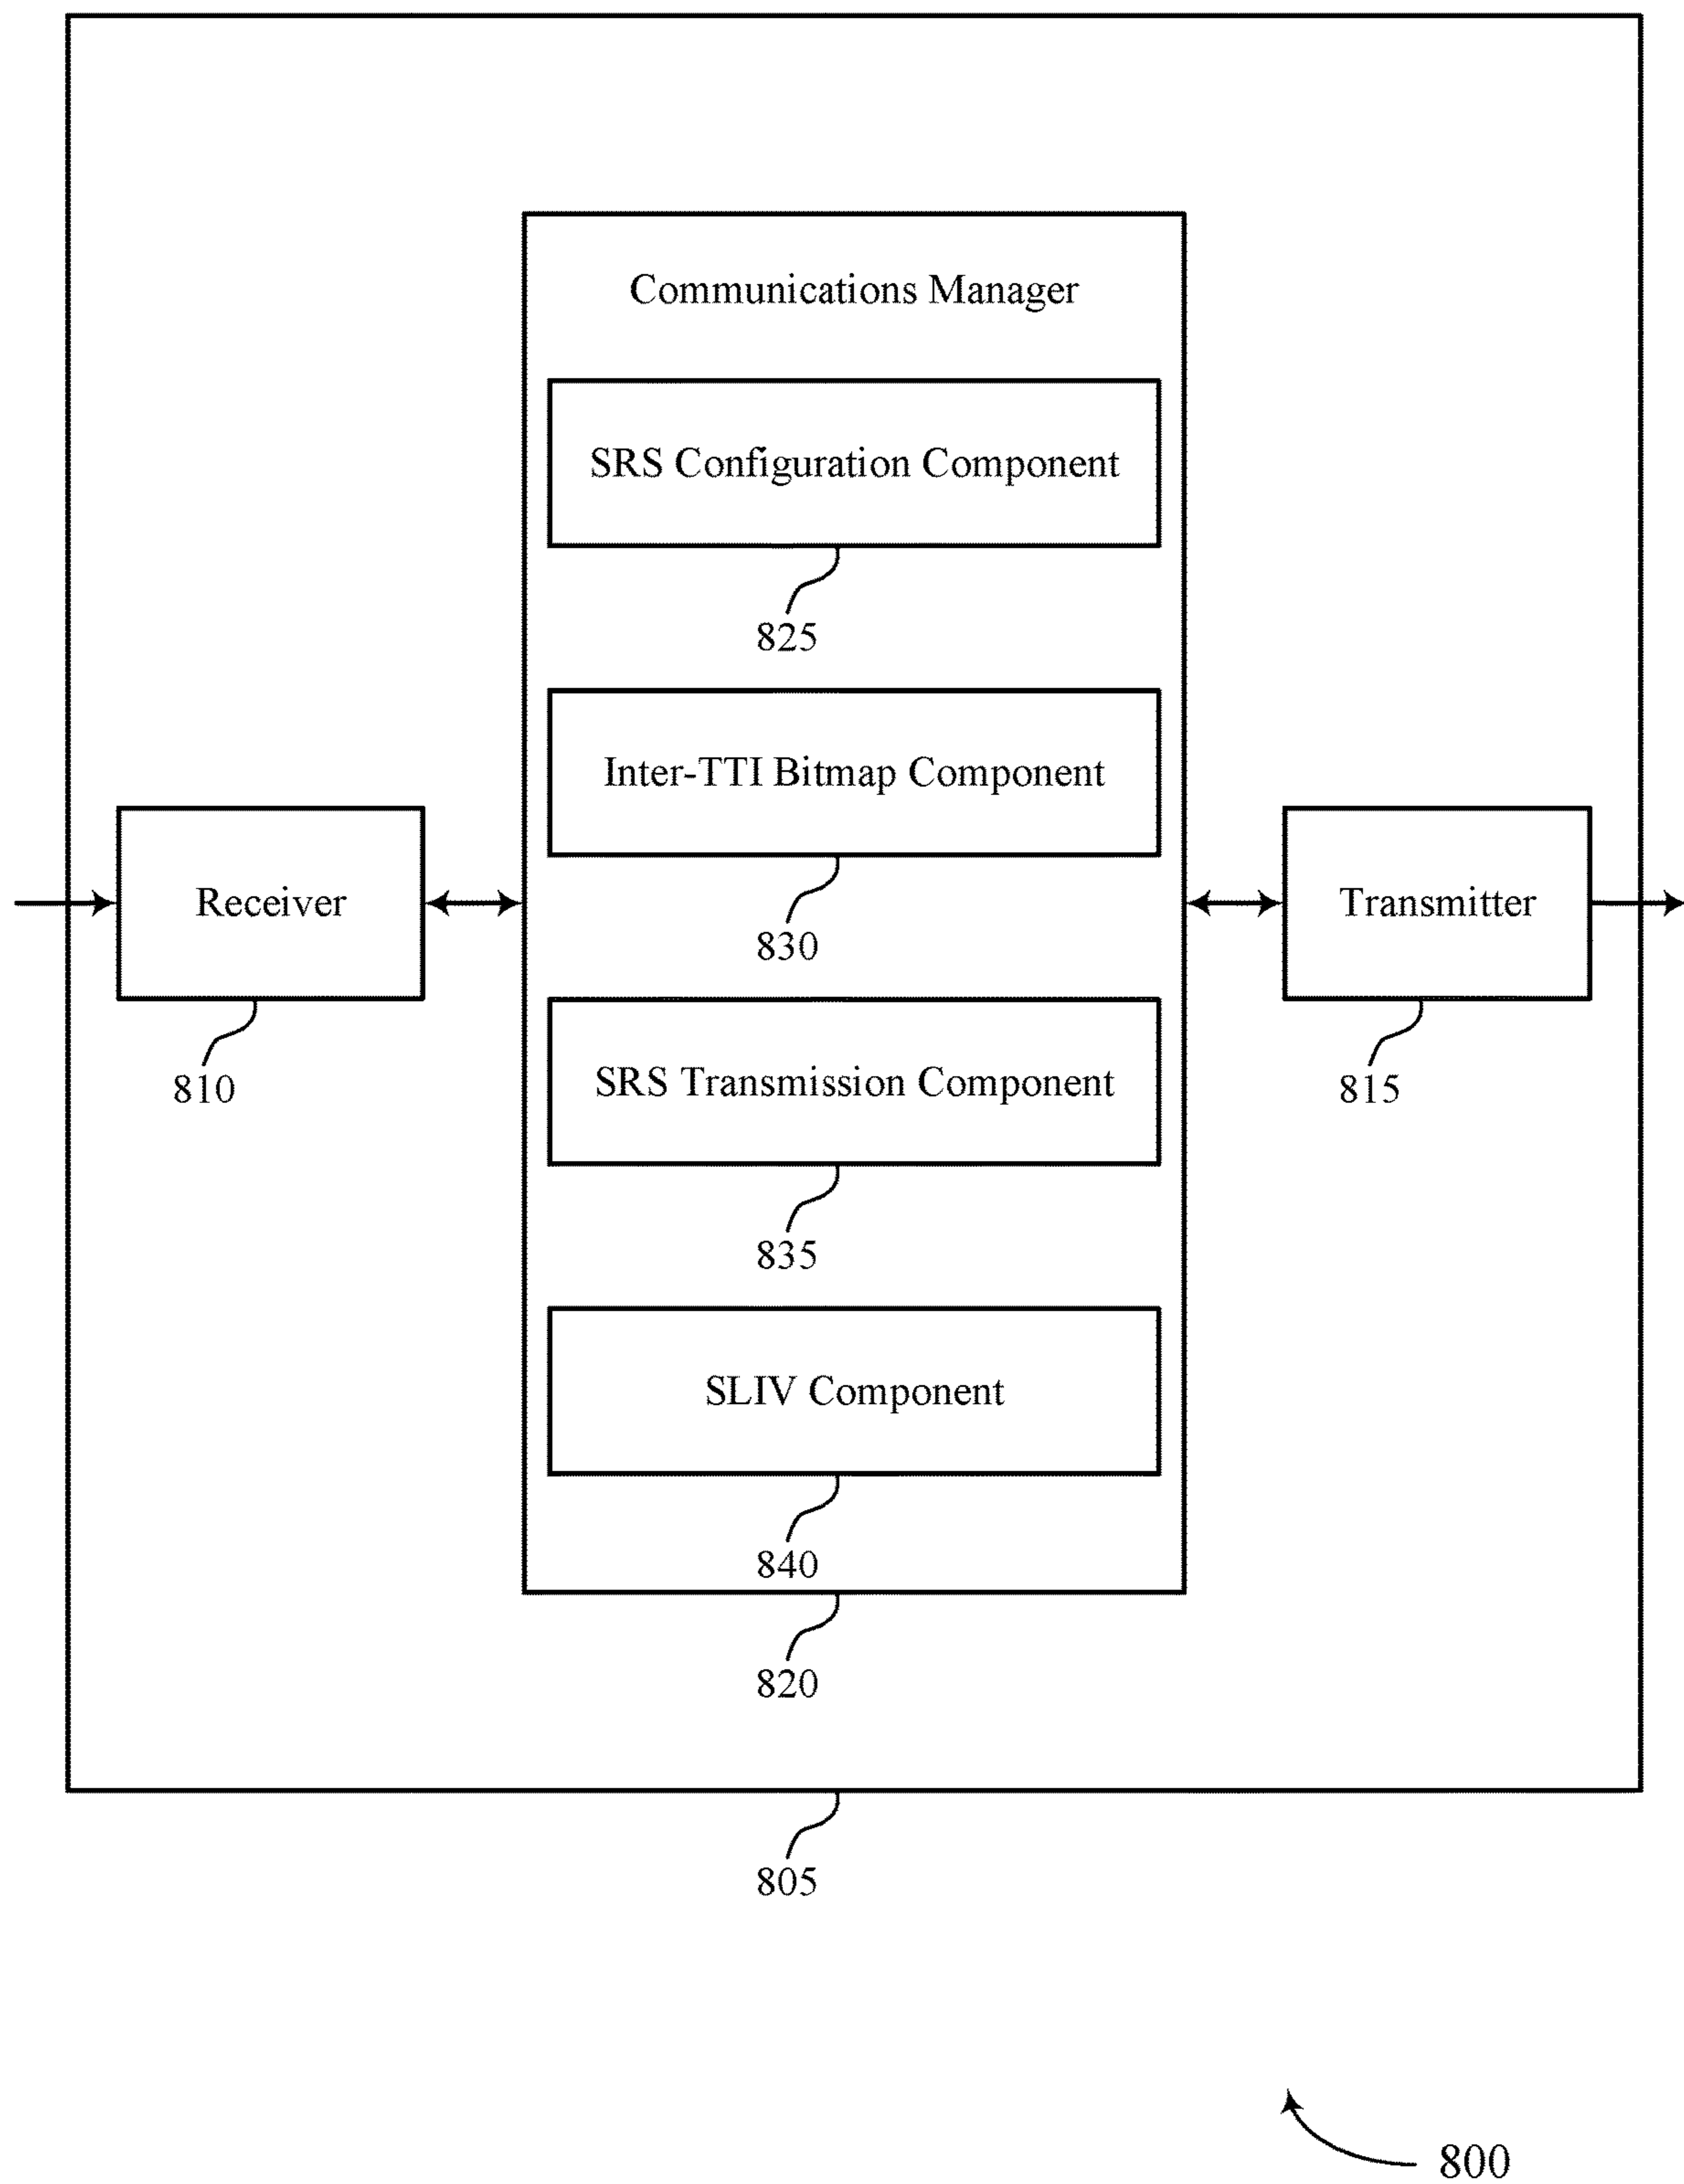 Communications Manager
SRS Configuration Component
825
Inter-TTI Bitmap Component
830
Receiver
810
Transmitter
815
SRS Transmission Component
835
SLIV Component
840
820
805
800